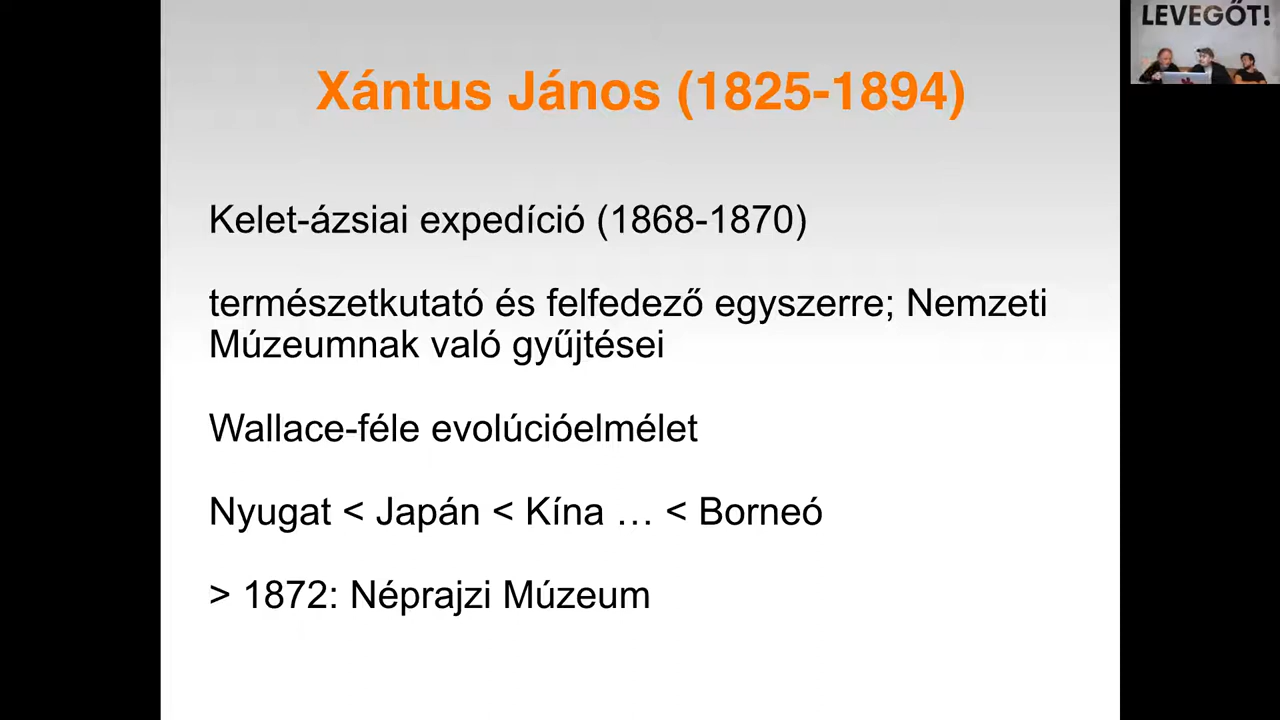 Xántus János (1825-1894)
Kelet-ázsiai expedíció (1868-1870)
természetkutató és felfedező egyszerre; Nemzeti
Múzeumnak való gyűjtései
Wallace-féle evolúcióelmélet
Nyugat < Japán < Kína … < Borneó
> 1872: Néprajzi Múzeum
LEVEGŐT!